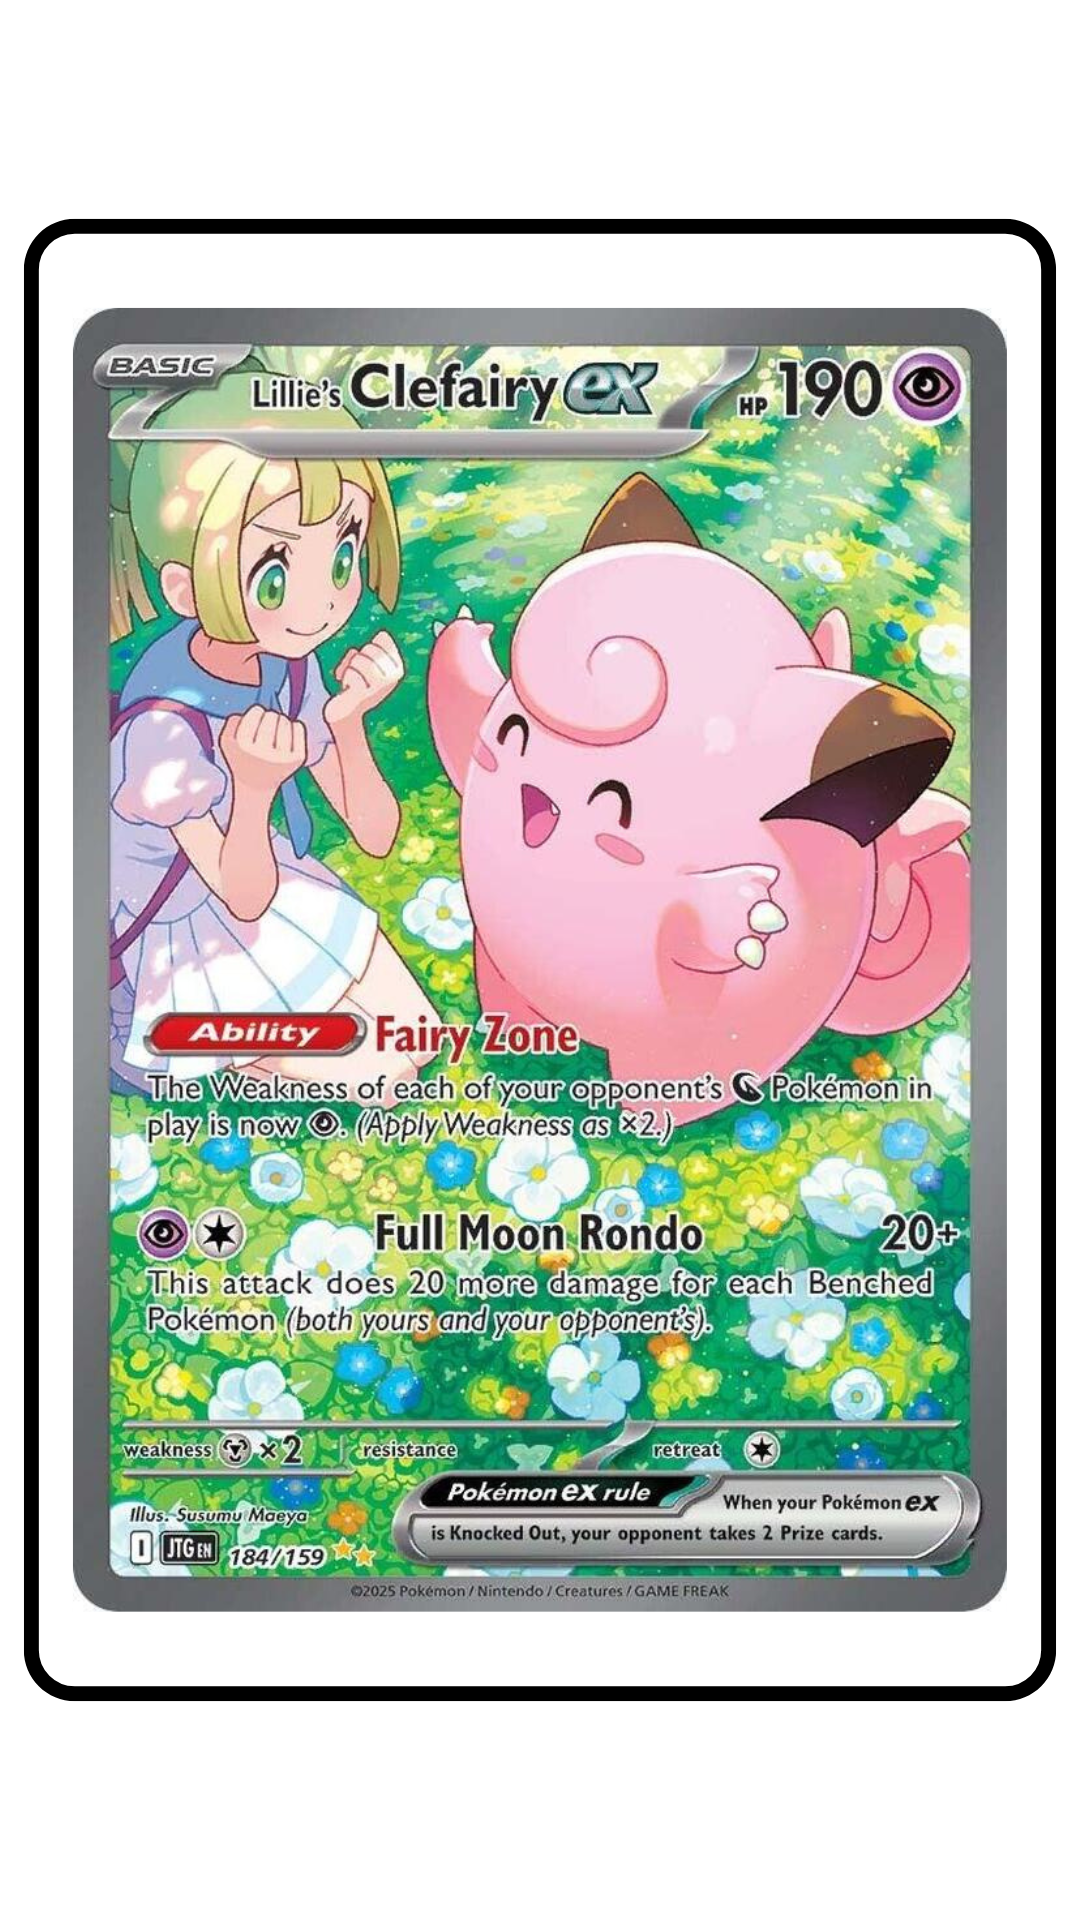 BASIC
Lillie's Clefairy ex HP 190
Ability Fairy Zone
The Weakness of each of your opponent's Pokémon in
play is now . (Apply Weakness as ×2.)
Full Moon Rondo 20+
This attack does 20 more damage for each Benched
Pokémon (both yours and your opponent's).
weakness ×2 resistance retreat
Pokémon ex rule When your Pokémon ex
is Knocked Out, your opponent takes 2 Prize cards.
Illus. Susumu Maeya
I JTG EN 184/159
©2025 Pokémon / Nintendo / Creatures / GAME FREAK